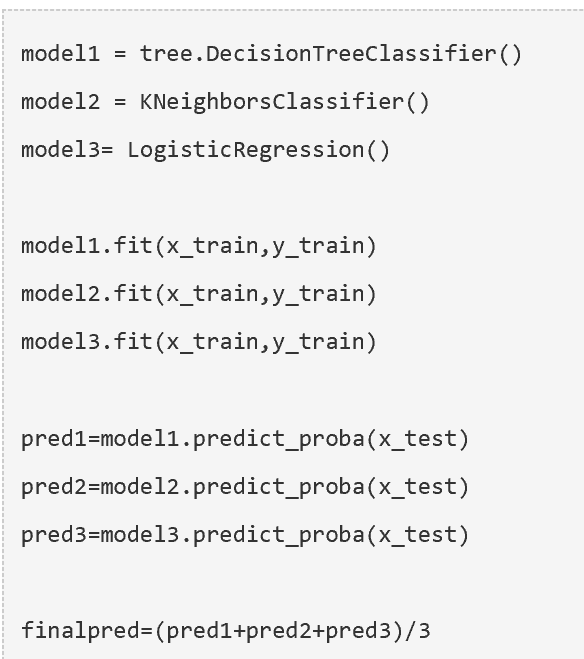 model1 = tree.DecisionTreeClassifier()
model2 = KNeighborsClassifier()
model3= LogisticRegression()
model1.fit(x_train,y_train)
model2.fit(x_train,y_train)
model3.fit(x_train,y_train)
pred1=model1.predict_proba(x_test)
pred2=model2.predict_proba(x_test)
pred3=model3.predict_proba(x_test)
finalpred=(pred1+pred2+pred3)/3